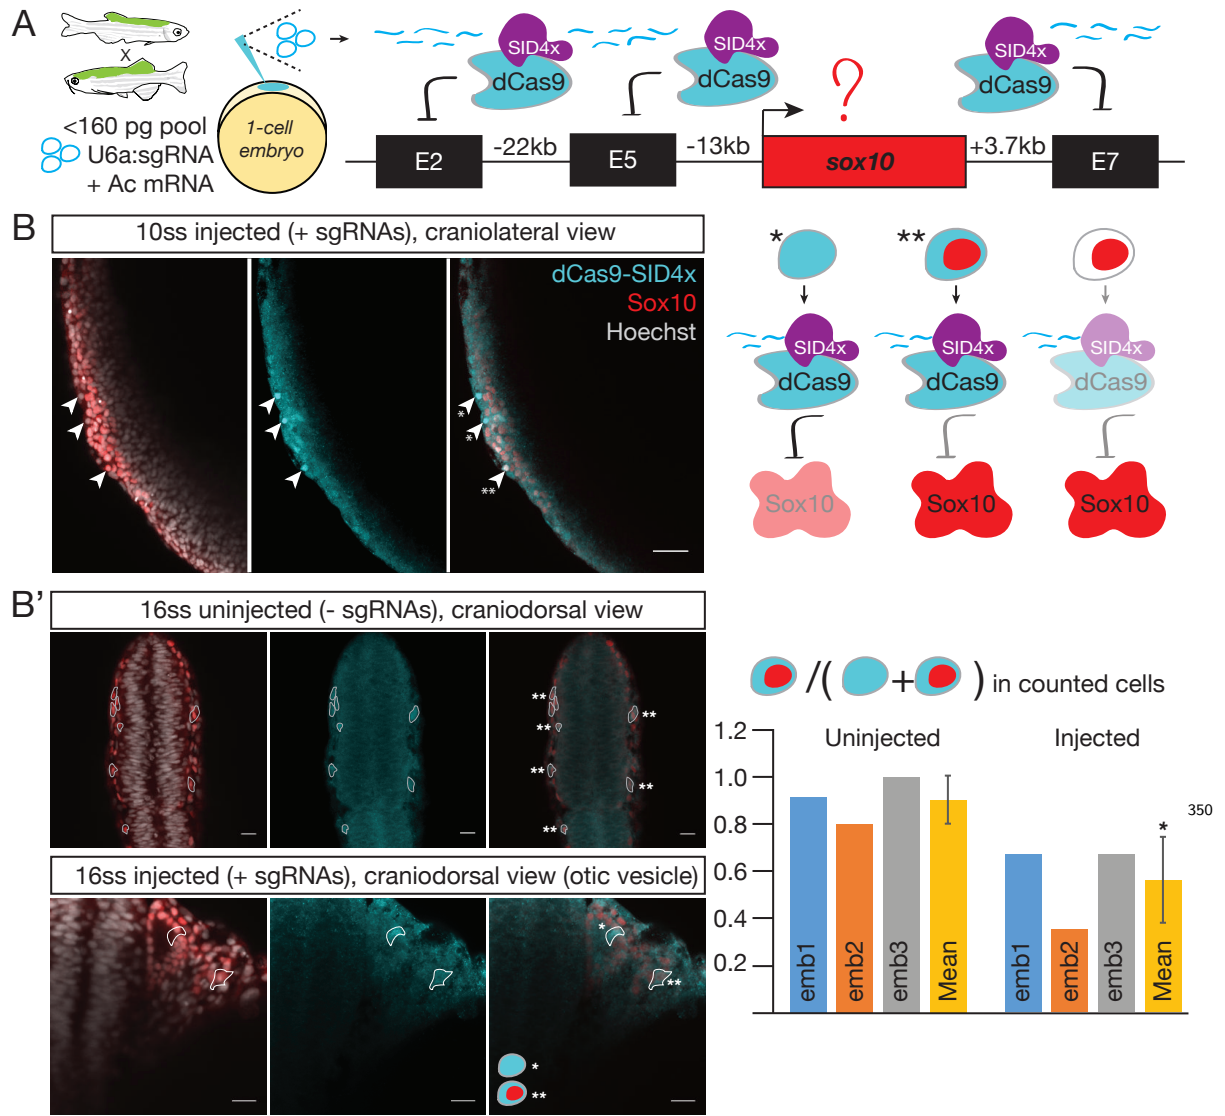 A
X
<160 pg pool
U6a:sgRNA
+ Ac mRNA
1-cell
embryo
SID4x
dCas9
SID4x
dCas9
SID4x
dCas9
?
E2
-22kb
E5
-13kb
sox10
+3.7kb
E7
B
10ss injected (+ sgRNAs), craniolateral view
dCas9-SID4x
Sox10
Hoechst
*
*
**
*
**
SID4x
dCas9
Sox10
SID4x
dCas9
Sox10
SID4x
dCas9
Sox10
B'
16ss uninjected (- sgRNAs), craniodorsal view
**
**
**
**
**
**
16ss injected (+ sgRNAs), craniodorsal view (otic vesicle)
*
**
*
**
/( + ) in counted cells
1.2
1.0
0.8
0.6
0.4
0.2
Uninjected
Injected
emb1
emb2
emb3
Mean
emb1
emb2
emb3
Mean
*
350